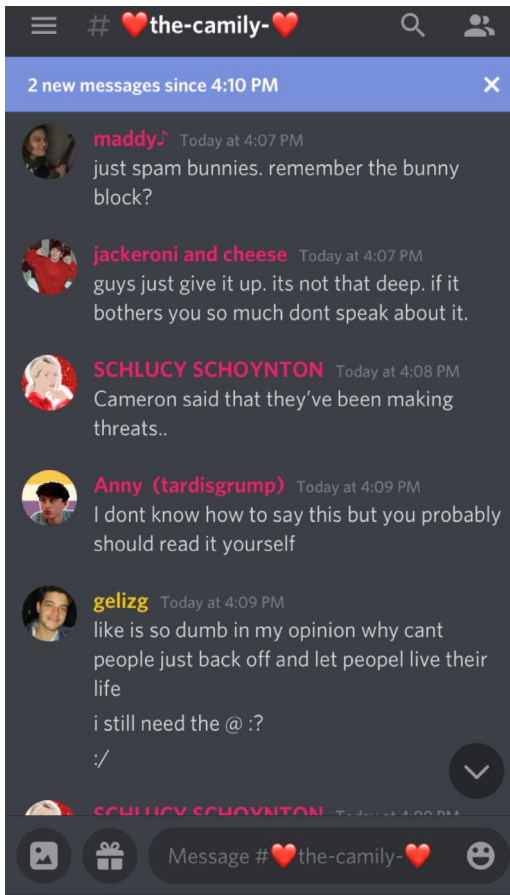 # ❤️the-camily-❤️
2 new messages since 4:10 PM
maddy♪ Today at 4:07 PM
just spam bunnies. remember the bunny
block?
jackeroni and cheese Today at 4:07 PM
guys just give it up. its not that deep. if it
bothers you so much dont speak about it.
SCHLUCY SCHOYNTON Today at 4:08 PM
Cameron said that they've been making
threats..
Anny (tardisgrump) Today at 4:09 PM
I dont know how to say this but you probably
should read it yourself
gelizg Today at 4:09 PM
like is so dumb in my opinion why cant
people just back off and let peopel live their
life
i still need the @ :?
:/
SCHLUCY SCHOYNTON Today at 4:09 PM
Message #❤️the-camily-❤️